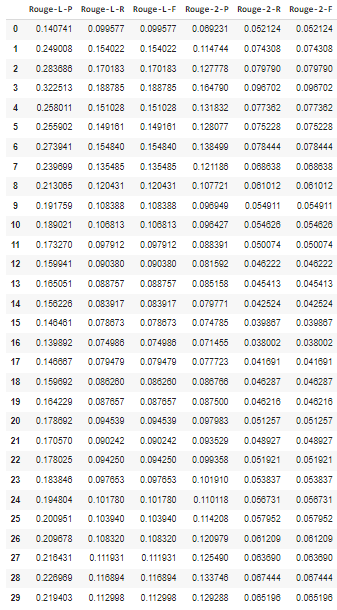 Rouge-L-P Rouge-L-R Rouge-L-F Rouge-2-P Rouge-2-R Rouge-2-F
0 0.140741 0.099577 0.099577 0.069231 0.052124 0.052124
1 0.249008 0.154022 0.154022 0.114744 0.074308 0.074308
2 0.283686 0.170183 0.170183 0.127778 0.079790 0.079790
3 0.322513 0.188785 0.188785 0.164790 0.096702 0.096702
4 0.258011 0.151028 0.151028 0.131832 0.077362 0.077362
5 0.255902 0.149161 0.149161 0.128077 0.075228 0.075228
6 0.273941 0.154840 0.154840 0.138499 0.078444 0.078444
7 0.239699 0.135485 0.135485 0.121186 0.068638 0.068638
8 0.213065 0.120431 0.120431 0.107721 0.061012 0.061012
9 0.191759 0.108388 0.108388 0.096949 0.054911 0.054911
10 0.189021 0.106813 0.106813 0.096427 0.054626 0.054626
11 0.173270 0.097912 0.097912 0.088391 0.050074 0.050074
12 0.159941 0.090380 0.090380 0.081592 0.046222 0.046222
13 0.165051 0.088757 0.088757 0.085158 0.045413 0.045413
14 0.156226 0.083917 0.083917 0.079771 0.042524 0.042524
15 0.146461 0.078673 0.078673 0.074785 0.039867 0.039867
16 0.139892 0.074986 0.074986 0.071455 0.038002 0.038002
17 0.146667 0.079479 0.079479 0.077723 0.041691 0.041691
18 0.159692 0.086260 0.086260 0.086766 0.046287 0.046287
19 0.164229 0.087657 0.087657 0.087500 0.046216 0.046216
20 0.178692 0.094539 0.094539 0.097983 0.051257 0.051257
21 0.170570 0.090242 0.090242 0.093529 0.048927 0.048927
22 0.178025 0.094250 0.094250 0.099358 0.051921 0.051921
23 0.183846 0.097653 0.097653 0.101910 0.053837 0.053837
24 0.194804 0.101780 0.101780 0.110118 0.056731 0.056731
25 0.200951 0.103940 0.103940 0.114208 0.057952 0.057952
26 0.209678 0.108320 0.108320 0.120979 0.061209 0.061209
27 0.216431 0.111931 0.111931 0.125490 0.063690 0.063690
28 0.226969 0.116894 0.116894 0.133746 0.067444 0.067444
29 0.219403 0.112998 0.112998 0.129288 0.065196 0.065196